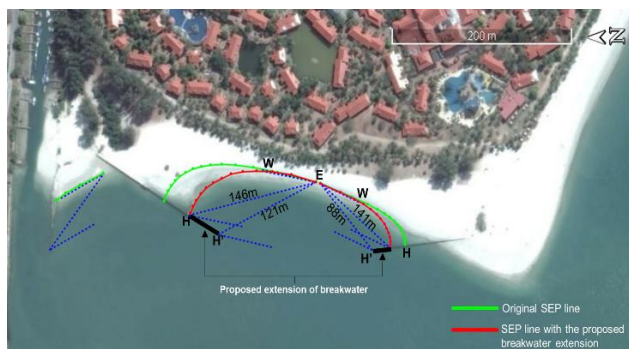 200 m
N
W
E
W
146m
121m
141m
88m
H
H'
H'
H
Proposed extension of breakwater
Original SEP line
SEP line with the proposed
breakwater extension